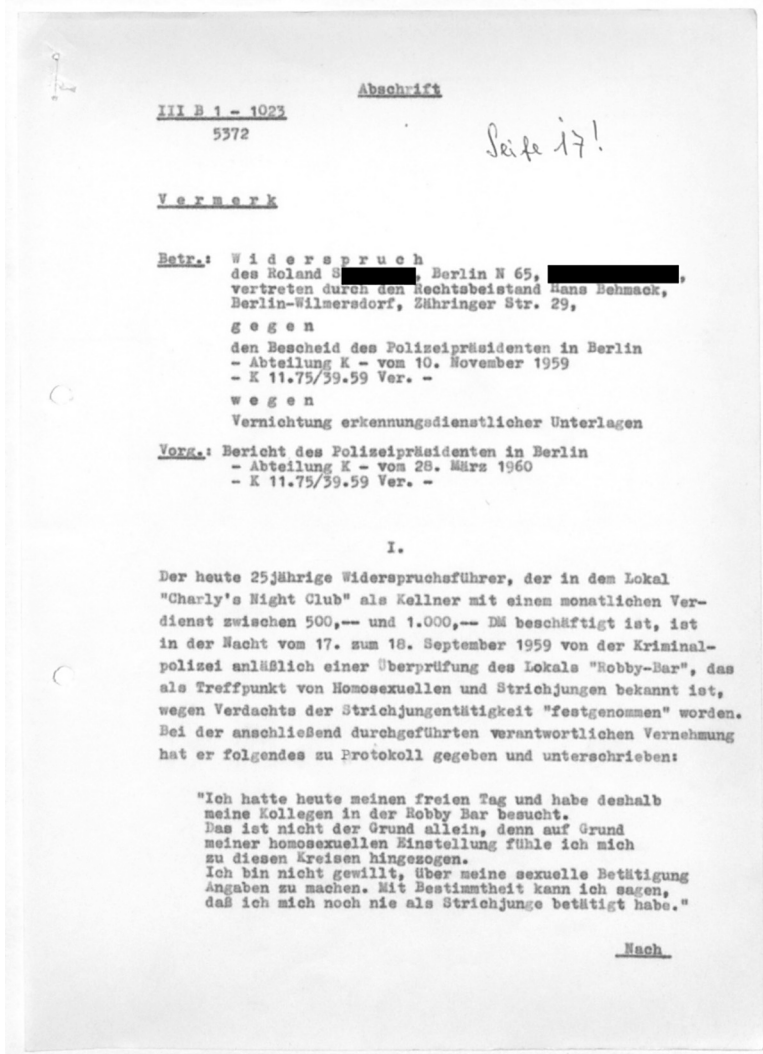 Abschrift
III B 1 - 1023
5372
Seite 17!
Vermerk
Betr.: Widerspruch
des Roland S, Berlin N 65, ,
vertreten durch den Rechtsbeistand Hans Behmack,
Berlin-Wilmersdorf, Zähringer Str. 29,
gegen
den Bescheid des Polizeipräsidenten in Berlin
- Abteilung K - vom 10. November 1959
- K 11.75/39.59 Ver. -
wegen
Vernichtung erkennungsdienstlicher Unterlagen
Vorg.: Bericht des Polizeipräsidenten in Berlin
- Abteilung K - vom 28. März 1960
- K 11.75/39.59 Ver. -
I.
Der heute 25jährige Widerspruchsführer, der in dem Lokal
"Charly's Night Club" als Kellner mit einem monatlichen Ver-
dienst zwischen 500,-- und 1.000,-- DM beschäftigt ist, ist
in der Nacht vom 17. zum 18. September 1959 von der Kriminal-
polizei anläßlich einer Überprüfung des Lokals "Robby-Bar", das
als Treffpunkt von Homosexuellen und Strichjungen bekannt ist,
wegen Verdachts der Strichjungentätigkeit "festgenommen" worden.
Bei der anschließend durchgeführten verantwortlichen Vernehmung
hat er folgendes zu Protokoll gegeben und unterschrieben:
"Ich hatte heute meinen freien Tag und habe deshalb
meine Kollegen in der Robby Bar besucht.
Das ist nicht der Grund allein, denn auf Grund
meiner homosexuellen Einstellung fühle ich mich
zu diesen Kreisen hingezogen.
Ich bin nicht gewillt, über meine sexuelle Betätigung
Angaben zu machen. Mit Bestimmtheit kann ich sagen,
daß ich mich noch nie als Strichjunge betätigt habe."
Nach